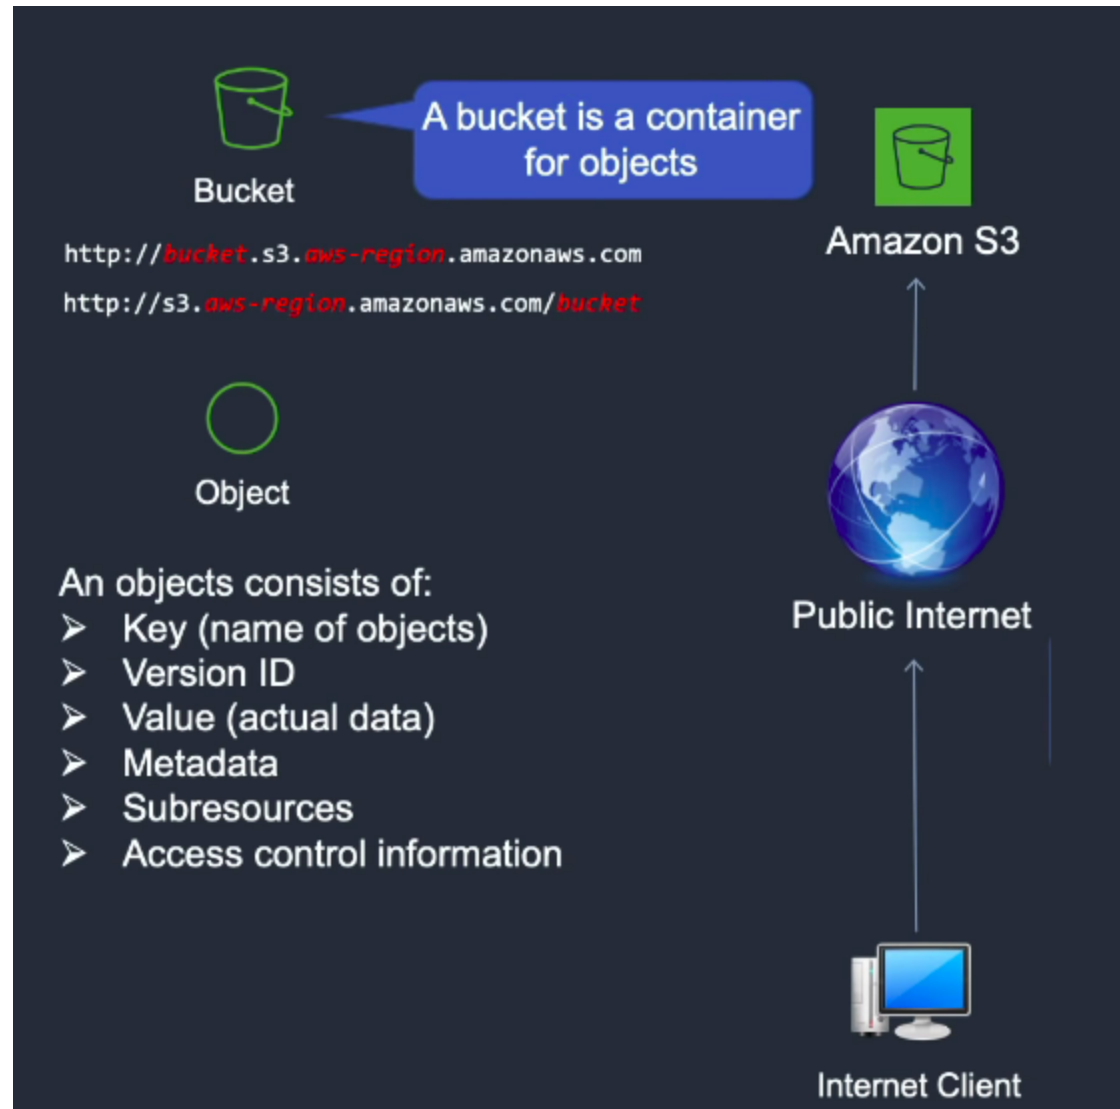 A bucket is a container
for objects
Bucket
http://bucket.s3.aws-region.amazonaws.com
http://s3.aws-region.amazonaws.com/bucket
Object
An objects consists of:
➤ Key (name of objects)
➤ Version ID
➤ Value (actual data)
➤ Metadata
➤ Subresources
➤ Access control information
Amazon S3
Public Internet
Internet Client